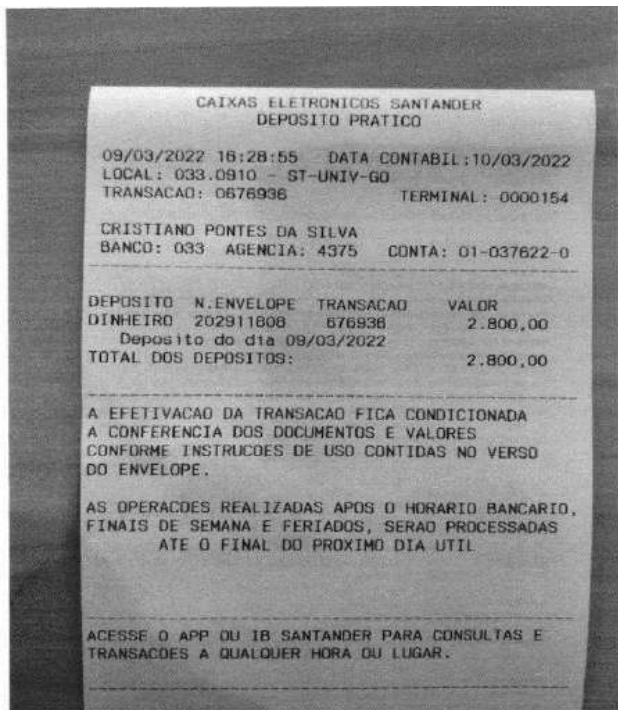 CAIXAS ELETRONICOS SANTANDER
DEPOSITO PRATICO
09/03/2022 16:28:55 DATA CONTABIL:10/03/2022
LOCAL: 033.0910 - ST-UNIV-GO
TRANSACAO: 0676936 TERMINAL: 0000154
CRISTIANO PONTES DA SILVA
BANCO: 033 AGENCIA: 4375 CONTA: 01-037622-0
DEPOSITO N.ENVELOPE TRANSACAO VALOR
DINHEIRO 202911808 676936 2.800,00
Deposito do dia 09/03/2022
TOTAL DOS DEPOSITOS: 2.800,00
A EFETIVACAO DA TRANSACAO FICA CONDICIONADA
A CONFERENCIA DOS DOCUMENTOS E VALORES
CONFORME INSTRUCOES DE USO CONTIDAS NO VERSO
DO ENVELOPE.
AS OPERACOES REALIZADAS APOS O HORARIO BANCARIO,
FINAIS DE SEMANA E FERIADOS, SERAO PROCESSADAS
ATE O FINAL DO PROXIMO DIA UTIL
ACESSE O APP OU IB SANTANDER PARA CONSULTAS E
TRANSACOES A QUALQUER HORA OU LUGAR.